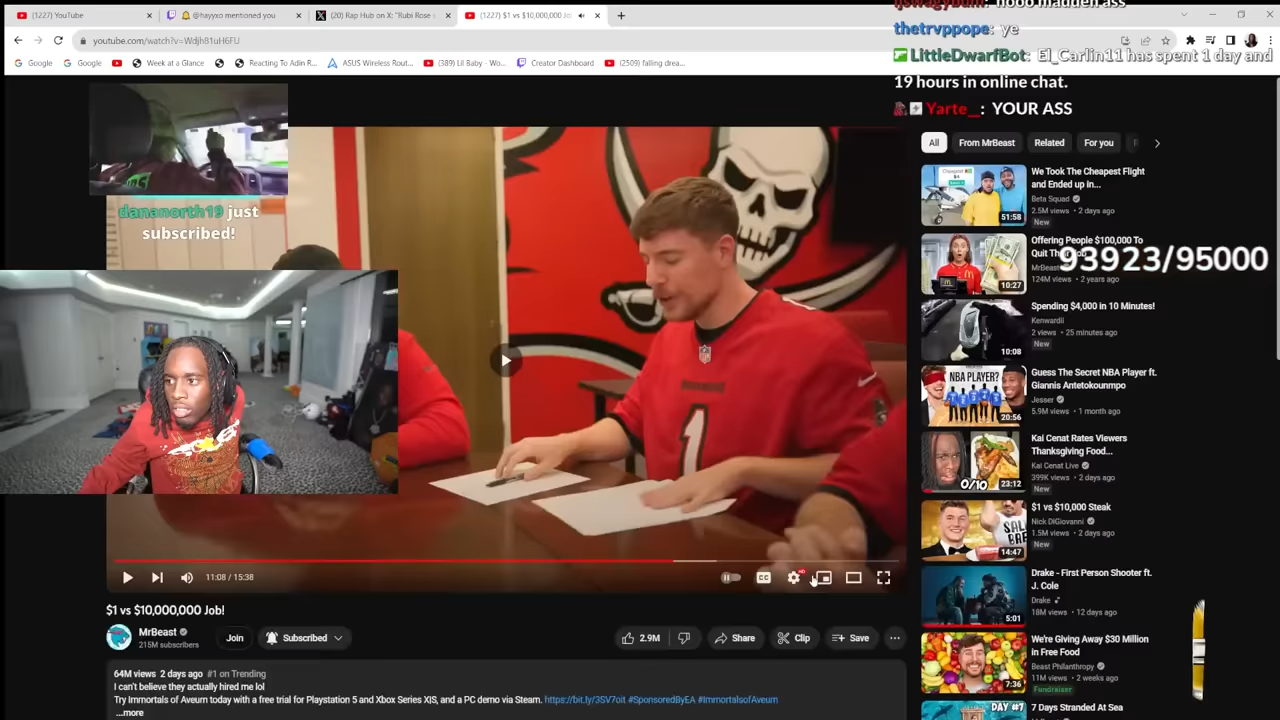 (1227) YouTube
@hayyxo mentioned you
(20) Rap Hub on X: "Rubi Rose
(1227) $1 vs $10,000,000 Jo
youtube.com/watch?v=Wdjh81uH6FU
Google
Google
Week at a Glance
Reacting To Adin R...
ASUS Wireless Rout...
(389) Lil Baby - Wo...
Creator Dashboard
(2509) falling drea...
thetrvppope: ye
LittleDwarfBot: El_Carlin11 has spent 1 day and
19 hours in online chat.
Yarte__: YOUR ASS
dananorth19 just
subscribed!
NFL
1
11:08 / 15:38
CC
HD
$1 vs $10,000,000 Job!
MrBeast
215M subscribers
Join
Subscribed
2.9M
Share
Clip
Save
64M views 2 days ago #1 on Trending
I can't believe they actually hired me lol
Try Immortals of Aveum today with a free trial for PlayStation 5 and Xbox Series X|S, and a PC demo via Steam. https://bit.ly/3SV7oit #SponsoredByEA #ImmortalsofAveum
...more
All
From MrBeast
Related
For you
We Took The Cheapest Flight
and Ended up in...
Beta Squad
2.5M views • 2 days ago
New
51:58
Offering People $100,000 To
Quit
MrBeast
124M views • 2 years ago
10:27
93923/95000
Spending $4,000 in 10 Minutes!
Kenwardii
2 views • 25 minutes ago
New
10:08
Guess The Secret NBA Player ft.
Giannis Antetokounmpo
Jesser
5.9M views • 1 month ago
NBA PLAYER?
20:56
Kai Cenat Rates Viewers
Thanksgiving Food...
Kai Cenat Live
399K views • 2 days ago
New
0/10
23:12
$1 vs $10,000 Steak
Nick DiGiovanni
1.5M views • 2 days ago
New
14:47
Drake - First Person Shooter ft.
J. Cole
Drake
18M views • 12 days ago
5:01
We're Giving Away $30 Million
in Free Food
Beast Philanthropy
11M views • 2 weeks ago
Fundraiser
7:36
7 Days Stranded At Sea
DAY #7